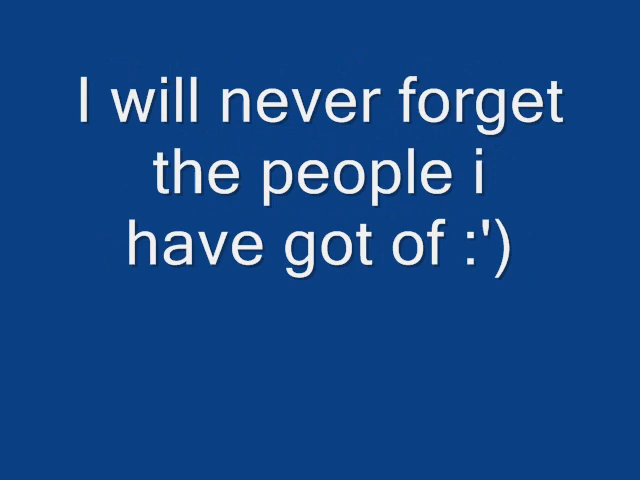 I will never forget
the people i
have got of :')